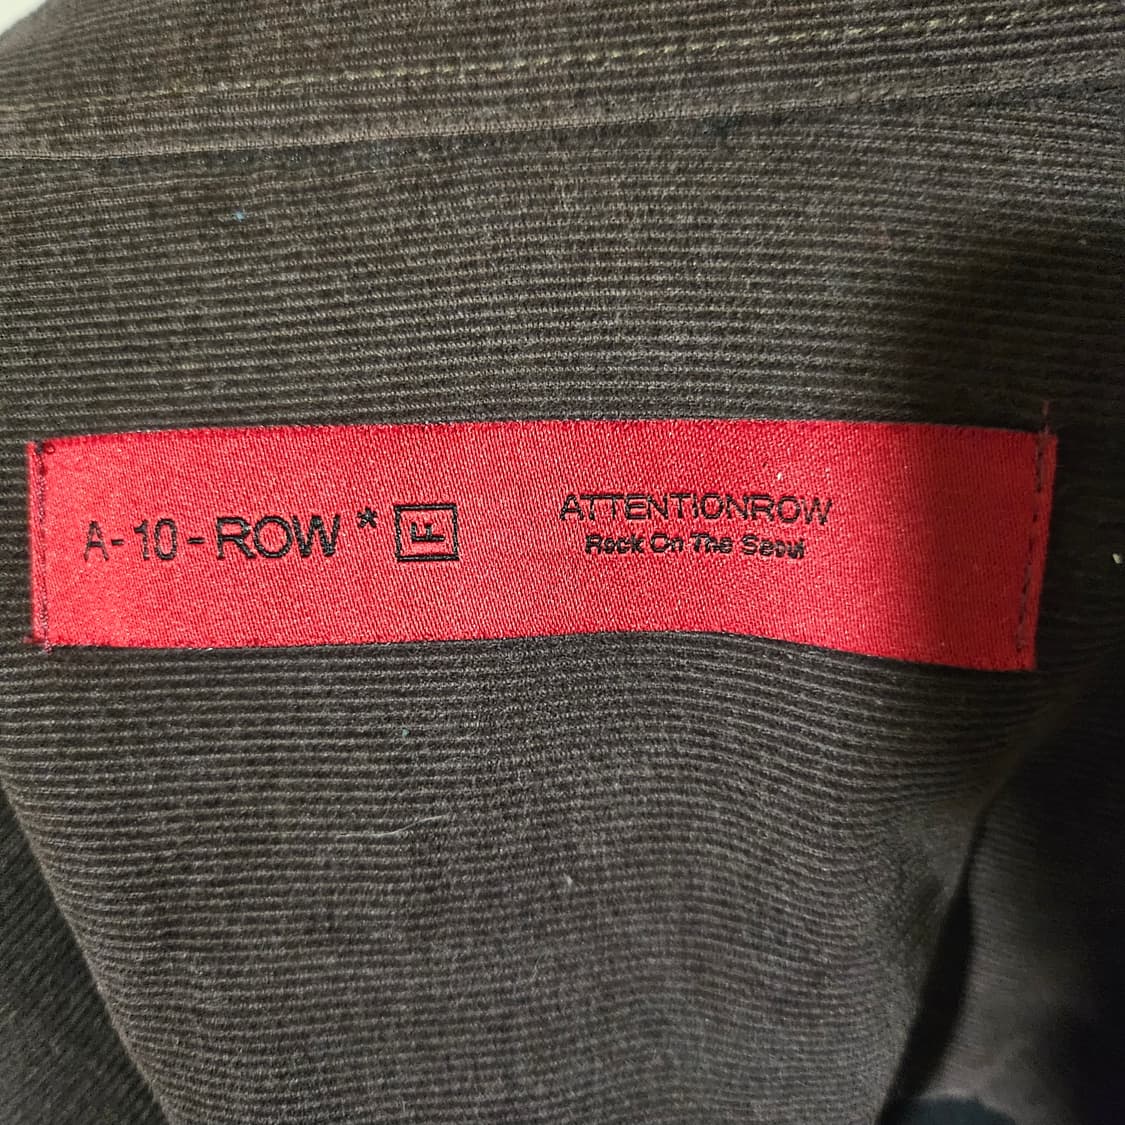 A-10-ROW * F
ATTENTIONROW
Rock On The Seoul